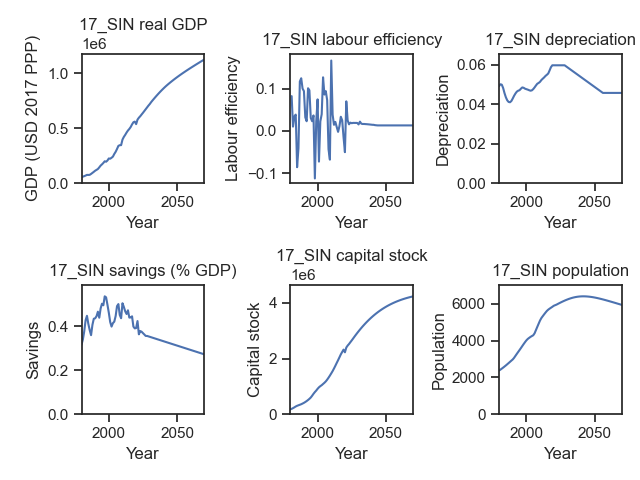 17_SIN real GDP
1e6
GDP (USD 2017 PPP)
1.0
0.5
0.0
2000
2050
Year
17_SIN labour efficiency
Labour efficiency
0.1
0.0
−0.1
2000
2050
Year
17_SIN depreciation
Depreciation
0.06
0.04
0.02
0.00
2000
2050
Year
17_SIN savings (% GDP)
Savings
0.4
0.2
0.0
2000
2050
Year
17_SIN capital stock
1e6
Capital stock
4
2
0
2000
2050
Year
17_SIN population
Population
6000
4000
2000
0
2000
2050
Year